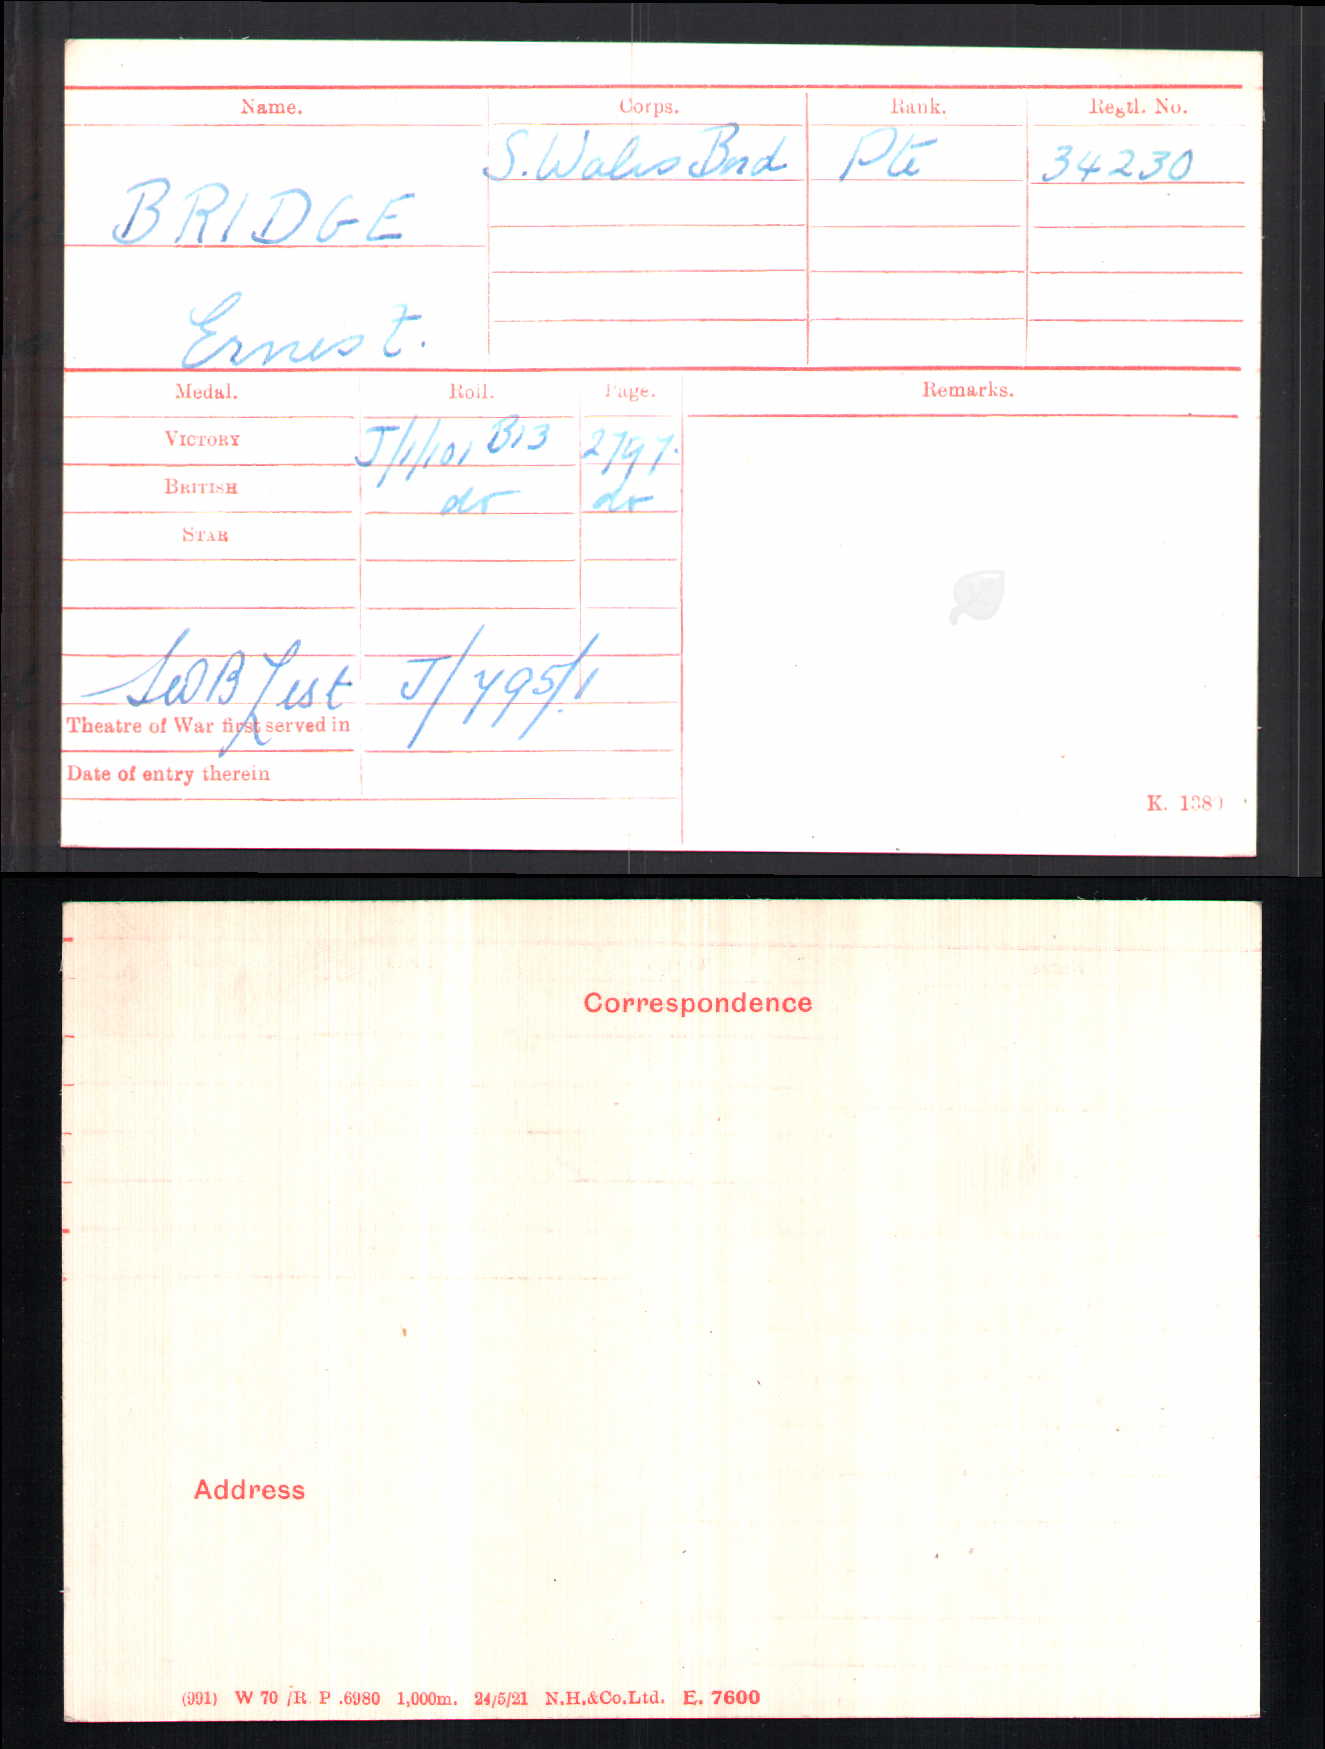 Name. Corps. Rank. Regtl. No.
S. Wales Bord Pte 34230
BRIDGE
Ernest.
Medal. Roll. Page. Remarks.
VICTORY J/1/101 B13 2797.
BRITISH do do
STAR
SWB List J/795/1
Theatre of War first served in
Date of entry therein
K. 1380
Correspondence
Address
(991) W 70 /R P .6980 1,000m. 24/5/21 N.H.&Co.Ltd. E. 7600